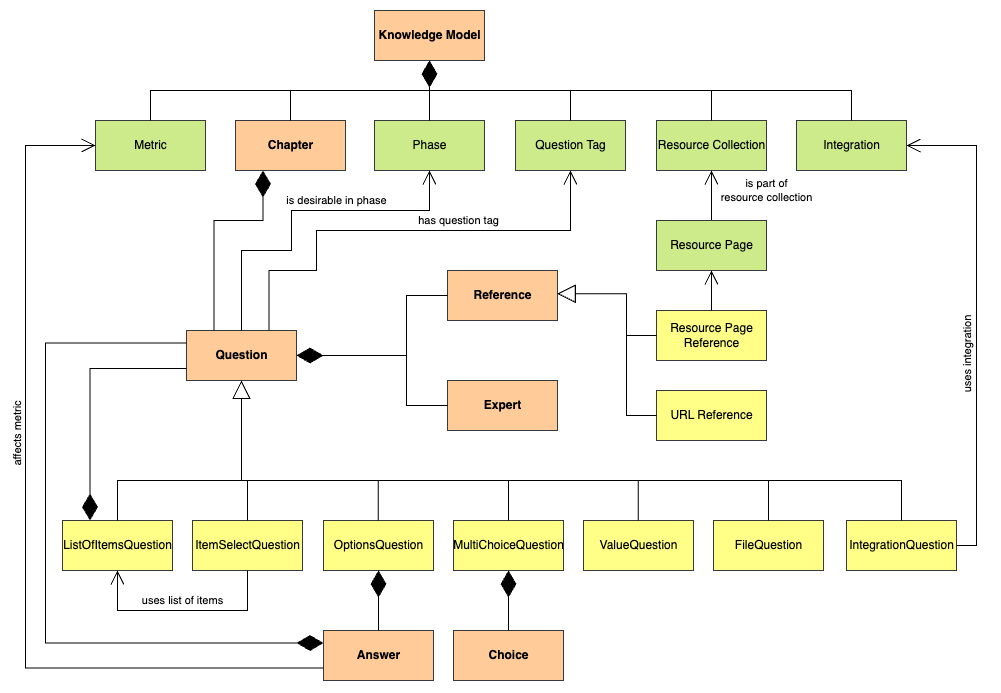 Knowledge Model
Metric
Chapter
Phase
Question Tag
Resource Collection
Integration
is desirable in phase
has question tag
is part of
resource collection
Resource Page
Reference
Resource Page
Reference
Question
Expert
URL Reference
uses integration
affects metric
ListOfItemsQuestion
ItemSelectQuestion
OptionsQuestion
MultiChoiceQuestion
ValueQuestion
FileQuestion
IntegrationQuestion
uses list of items
Answer
Choice